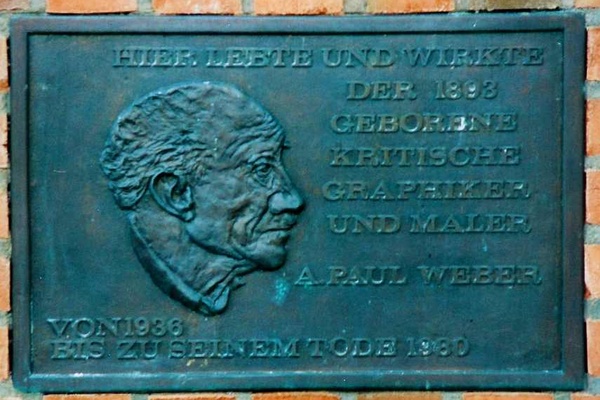 HIER LEBTE UND WIRKTE
DER 1893
GEBORENE
KRITISCHE
GRAPHIKER
UND MALER
A. PAUL WEBER
VON 1936
BIS ZU SEINEM TODE 1980